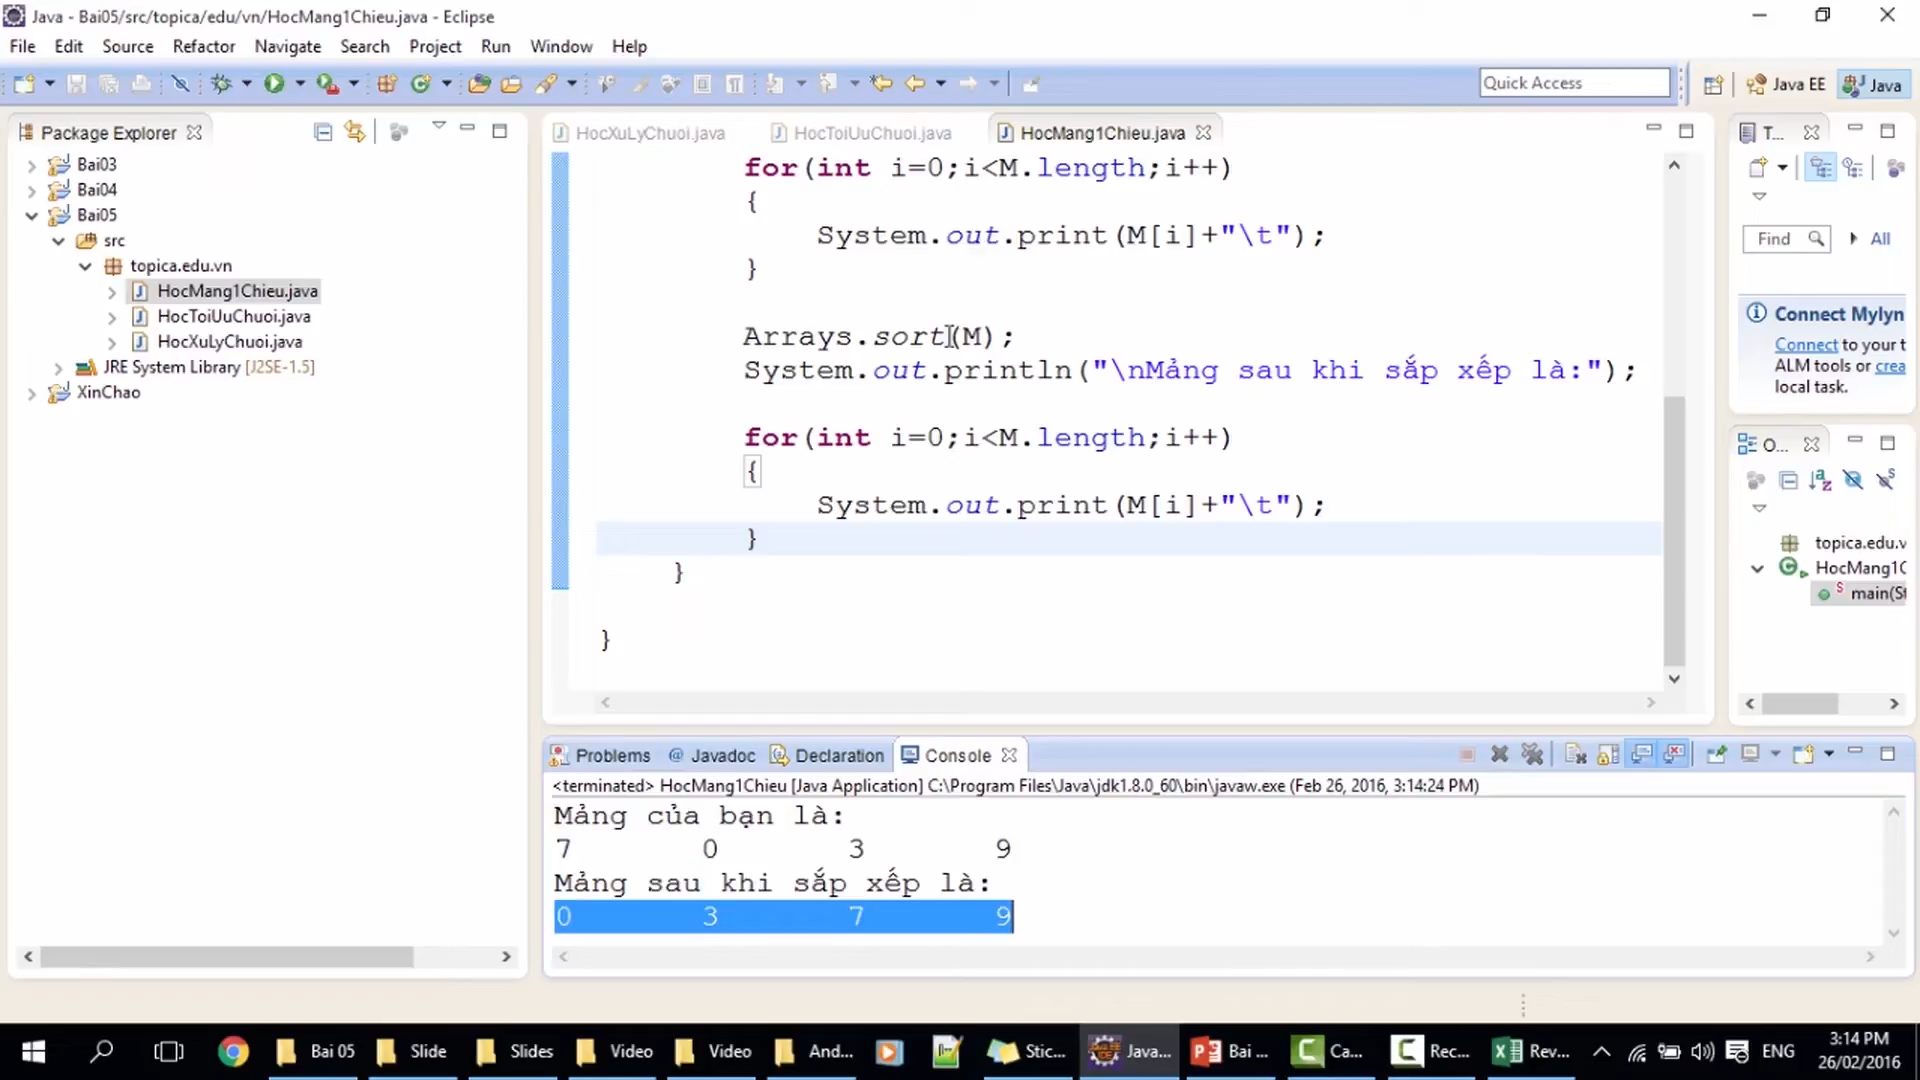 Java - Bai05/src/topica/edu/vn/HocMang1Chieu.java - Eclipse
File Edit Source Refactor Navigate Search Project Run Window Help
Quick Access
Java EE
Java
Package Explorer
Bai03
Bai04
Bai05
src
topica.edu.vn
HocMang1Chieu.java
HocToiUuChuoi.java
HocXuLyChuoi.java
JRE System Library [J2SE-1.5]
XinChao
HocXuLyChuoi.java HocToiUuChuoi.java HocMang1Chieu.java
for(int i=0;i<M.length;i++)
{
System.out.print(M[i]+"\t");
}
Arrays.sort(M);
System.out.println("\nMảng sau khi sắp xếp là:");
for(int i=0;i<M.length;i++)
{
System.out.print(M[i]+"\t");
}
}
}
T...
Find
All
Connect Mylyn
Connect to your t
ALM tools or crea
local task.
O...
topica.edu.v
HocMang1C
main(St
Problems Javadoc Declaration Console
<terminated> HocMang1Chieu [Java Application] C:\Program Files\Java\jdk1.8.0_60\bin\javaw.exe (Feb 26, 2016, 3:14:24 PM)
Mảng của bạn là:
7 0 3 9
Mảng sau khi sắp xếp là:
0 3 7 9
Bai 05 Slide Slides Video Video And... Stic... Java... Bai ... Ca... Rec... Rev... ENG
3:14 PM
26/02/2016